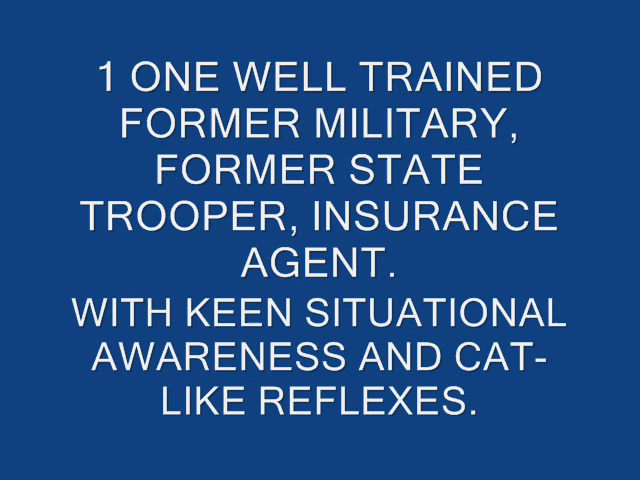 1 ONE WELL TRAINED
FORMER MILITARY,
FORMER STATE
TROOPER, INSURANCE
AGENT.
WITH KEEN SITUATIONAL
AWARENESS AND CAT-
LIKE REFLEXES.